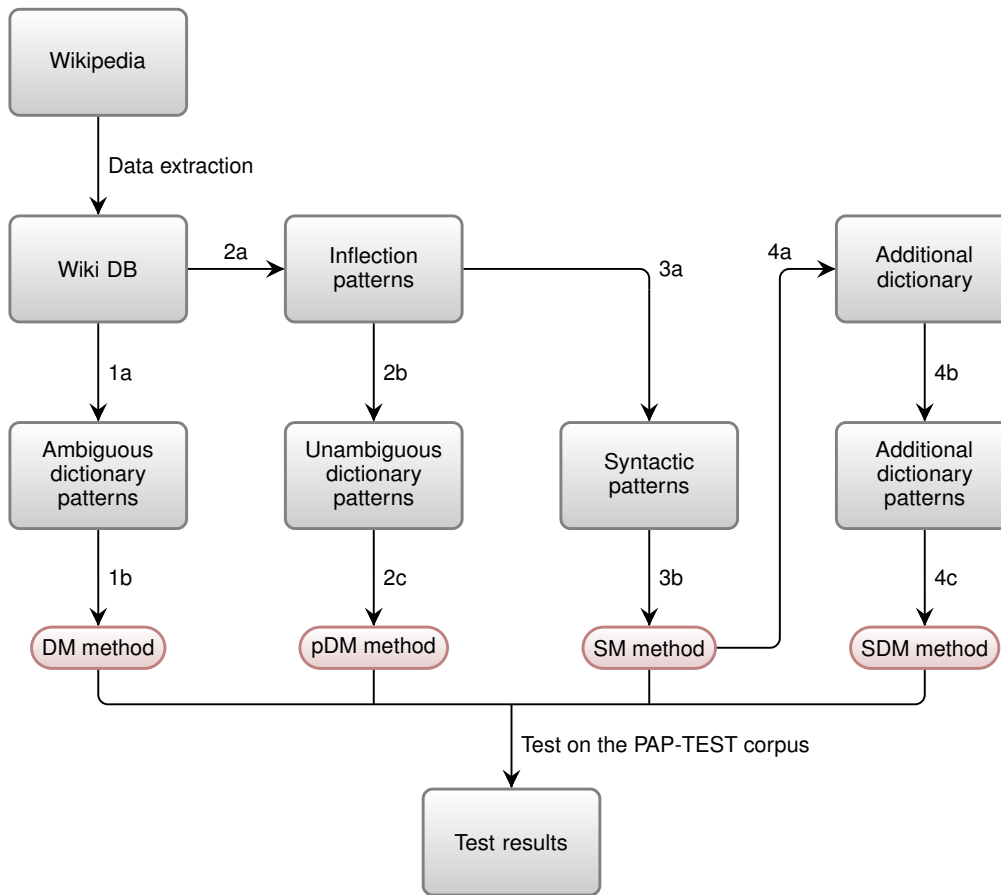 Wikipedia
Data extraction
Wiki DB
2a
Inflection
patterns
3a
4a
Additional
dictionary
1a
2b
4b
Ambiguous
dictionary
patterns
Unambiguous
dictionary
patterns
Syntactic
patterns
Additional
dictionary
patterns
1b
2c
3b
4c
DM method
pDM method
SM method
SDM method
Test on the PAP-TEST corpus
Test results